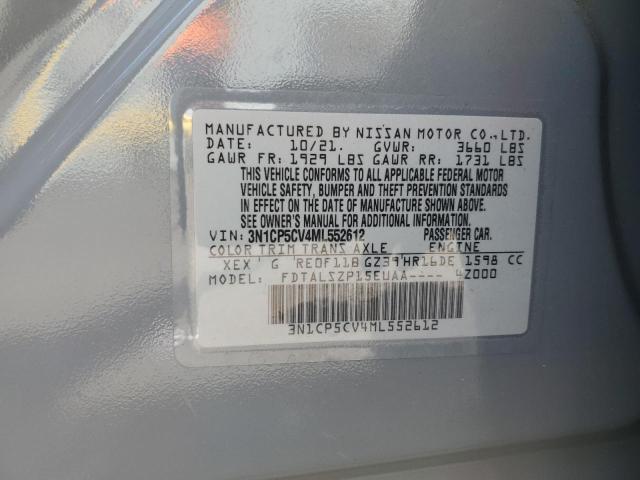 MANUFACTURED BY NISSAN MOTOR CO., LTD.
DATE: 10/21. GVWR: 3660 LBS
GAWR FR: 1929 LBS GAWR RR: 1731 LBS
THIS VEHICLE CONFORMS TO ALL APPLICABLE FEDERAL MOTOR
VEHICLE SAFETY, BUMPER AND THEFT PREVENTION STANDARDS
IN EFFECT ON THE DATE OF MANUFACTURE SHOWN ABOVE.
SEE OWNER'S MANUAL FOR ADDITIONAL INFORMATION.
VIN: 3N1CP5CV4ML552612 PASSENGER CAR.
COLOR TRIM TRANS AXLE ENGINE
XEX G RE0F11B GZ39 HR16DE 1598 CC
MODEL: FDTALSZP15EUAA---- 4Z000
3N1CP5CV4ML552612